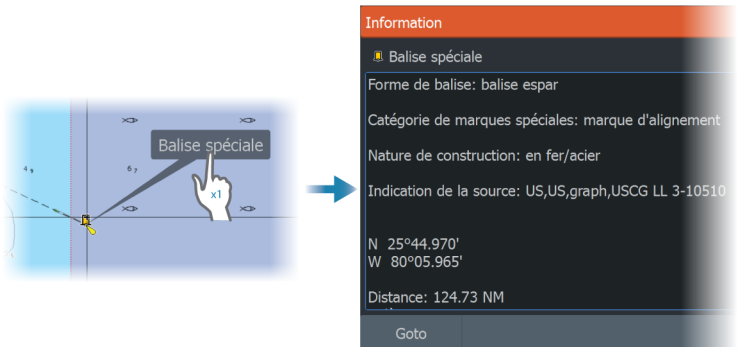 Balise spéciale
4 9
6 7
x1
Information
Balise spéciale
Forme de balise: balise espar
Catégorie de marques spéciales: marque d'alignement
Nature de construction: en fer/acier
Indication de la source: US,US,graph,USCG LL 3-10510
N 25°44.970'
W 80°05.965'
Distance: 124.73 NM
Goto